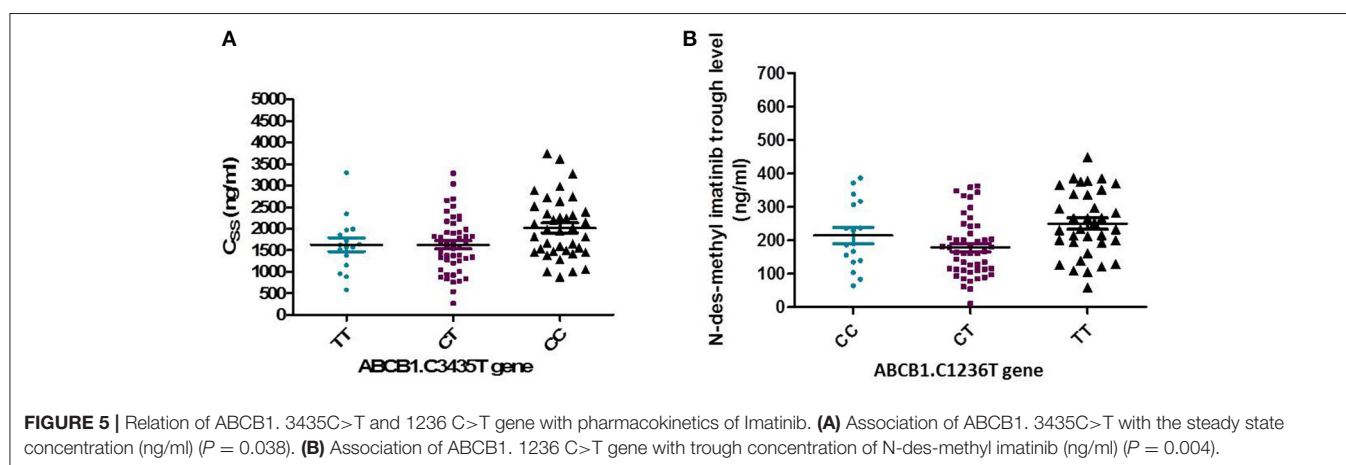 A
5000
4500
4000
3500
3000
2500
2000
1500
1000
500
0
CSS (ng/ml)
TT
CT
CC
ABCB1.C3435T gene
B
N-des-methyl imatinib trough level
(ng/ml)
700
600
500
400
300
200
100
0
CC
CT
TT
ABCB1.C1236T gene
FIGURE 5 | Relation of ABCB1. 3435C>T and 1236 C>T gene with pharmacokinetics of Imatinib. (A) Association of ABCB1. 3435C>T with the steady state
concentration (ng/ml) (P = 0.038). (B) Association of ABCB1. 1236 C>T gene with trough concentration of N-des-methyl imatinib (ng/ml) (P = 0.004).